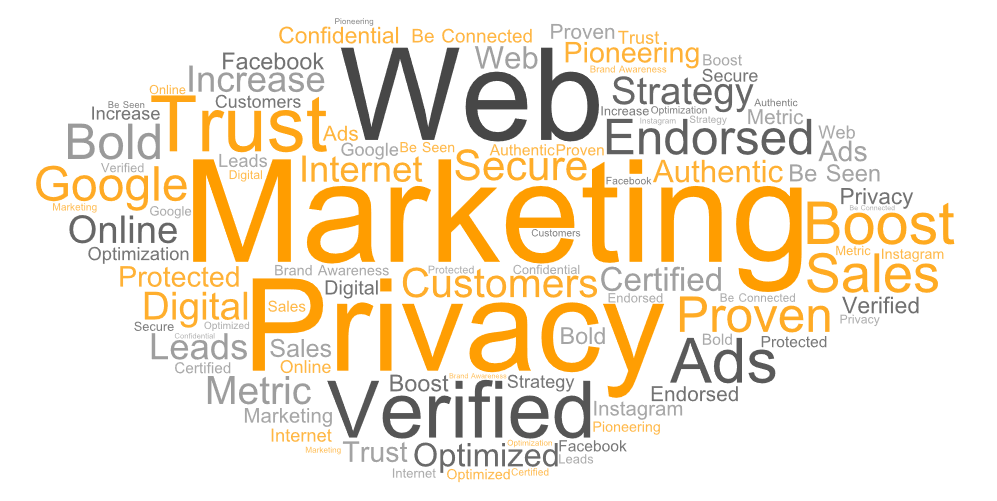 Pioneering
Confidential
Be Connected
Proven
Trust
Web
Web
Pioneering
Facebook
Boost
Brand Awareness
Increase
Secure
Online
Strategy
Customers
Be Seen
Increase
Trust
Authentic
Increase
Optimization
Metric
Instagram
Strategy
Bold
Ads
Endorsed
Web
Google
Be Seen
Authentic
Proven
Ads
Verified
Leads
Internet
Secure
Authentic
Be Seen
Digital
Google
Marketing
Facebook
Privacy
Marketing
Google
Be Connected
Boost
Online
Customers
Optimization
Metric
Instagram
Protected
Brand Awareness
Protected
Confidential
Sales
Digital
Customers
Certified
Digital
Sales
Privacy
Endorsed
Be Connected
Verified
Proven
Privacy
Secure
Optimized
Confidential
Bold
Leads
Sales
Bold
Protected
Certified
Online
Ads
Brand Awareness
Boost
Strategy
Metric
Verified
Endorsed
Marketing
Instagram
Pioneering
Internet
Optimization
Marketing
Trust
Optimized
Facebook
Leads
Internet
Optimized
Certified